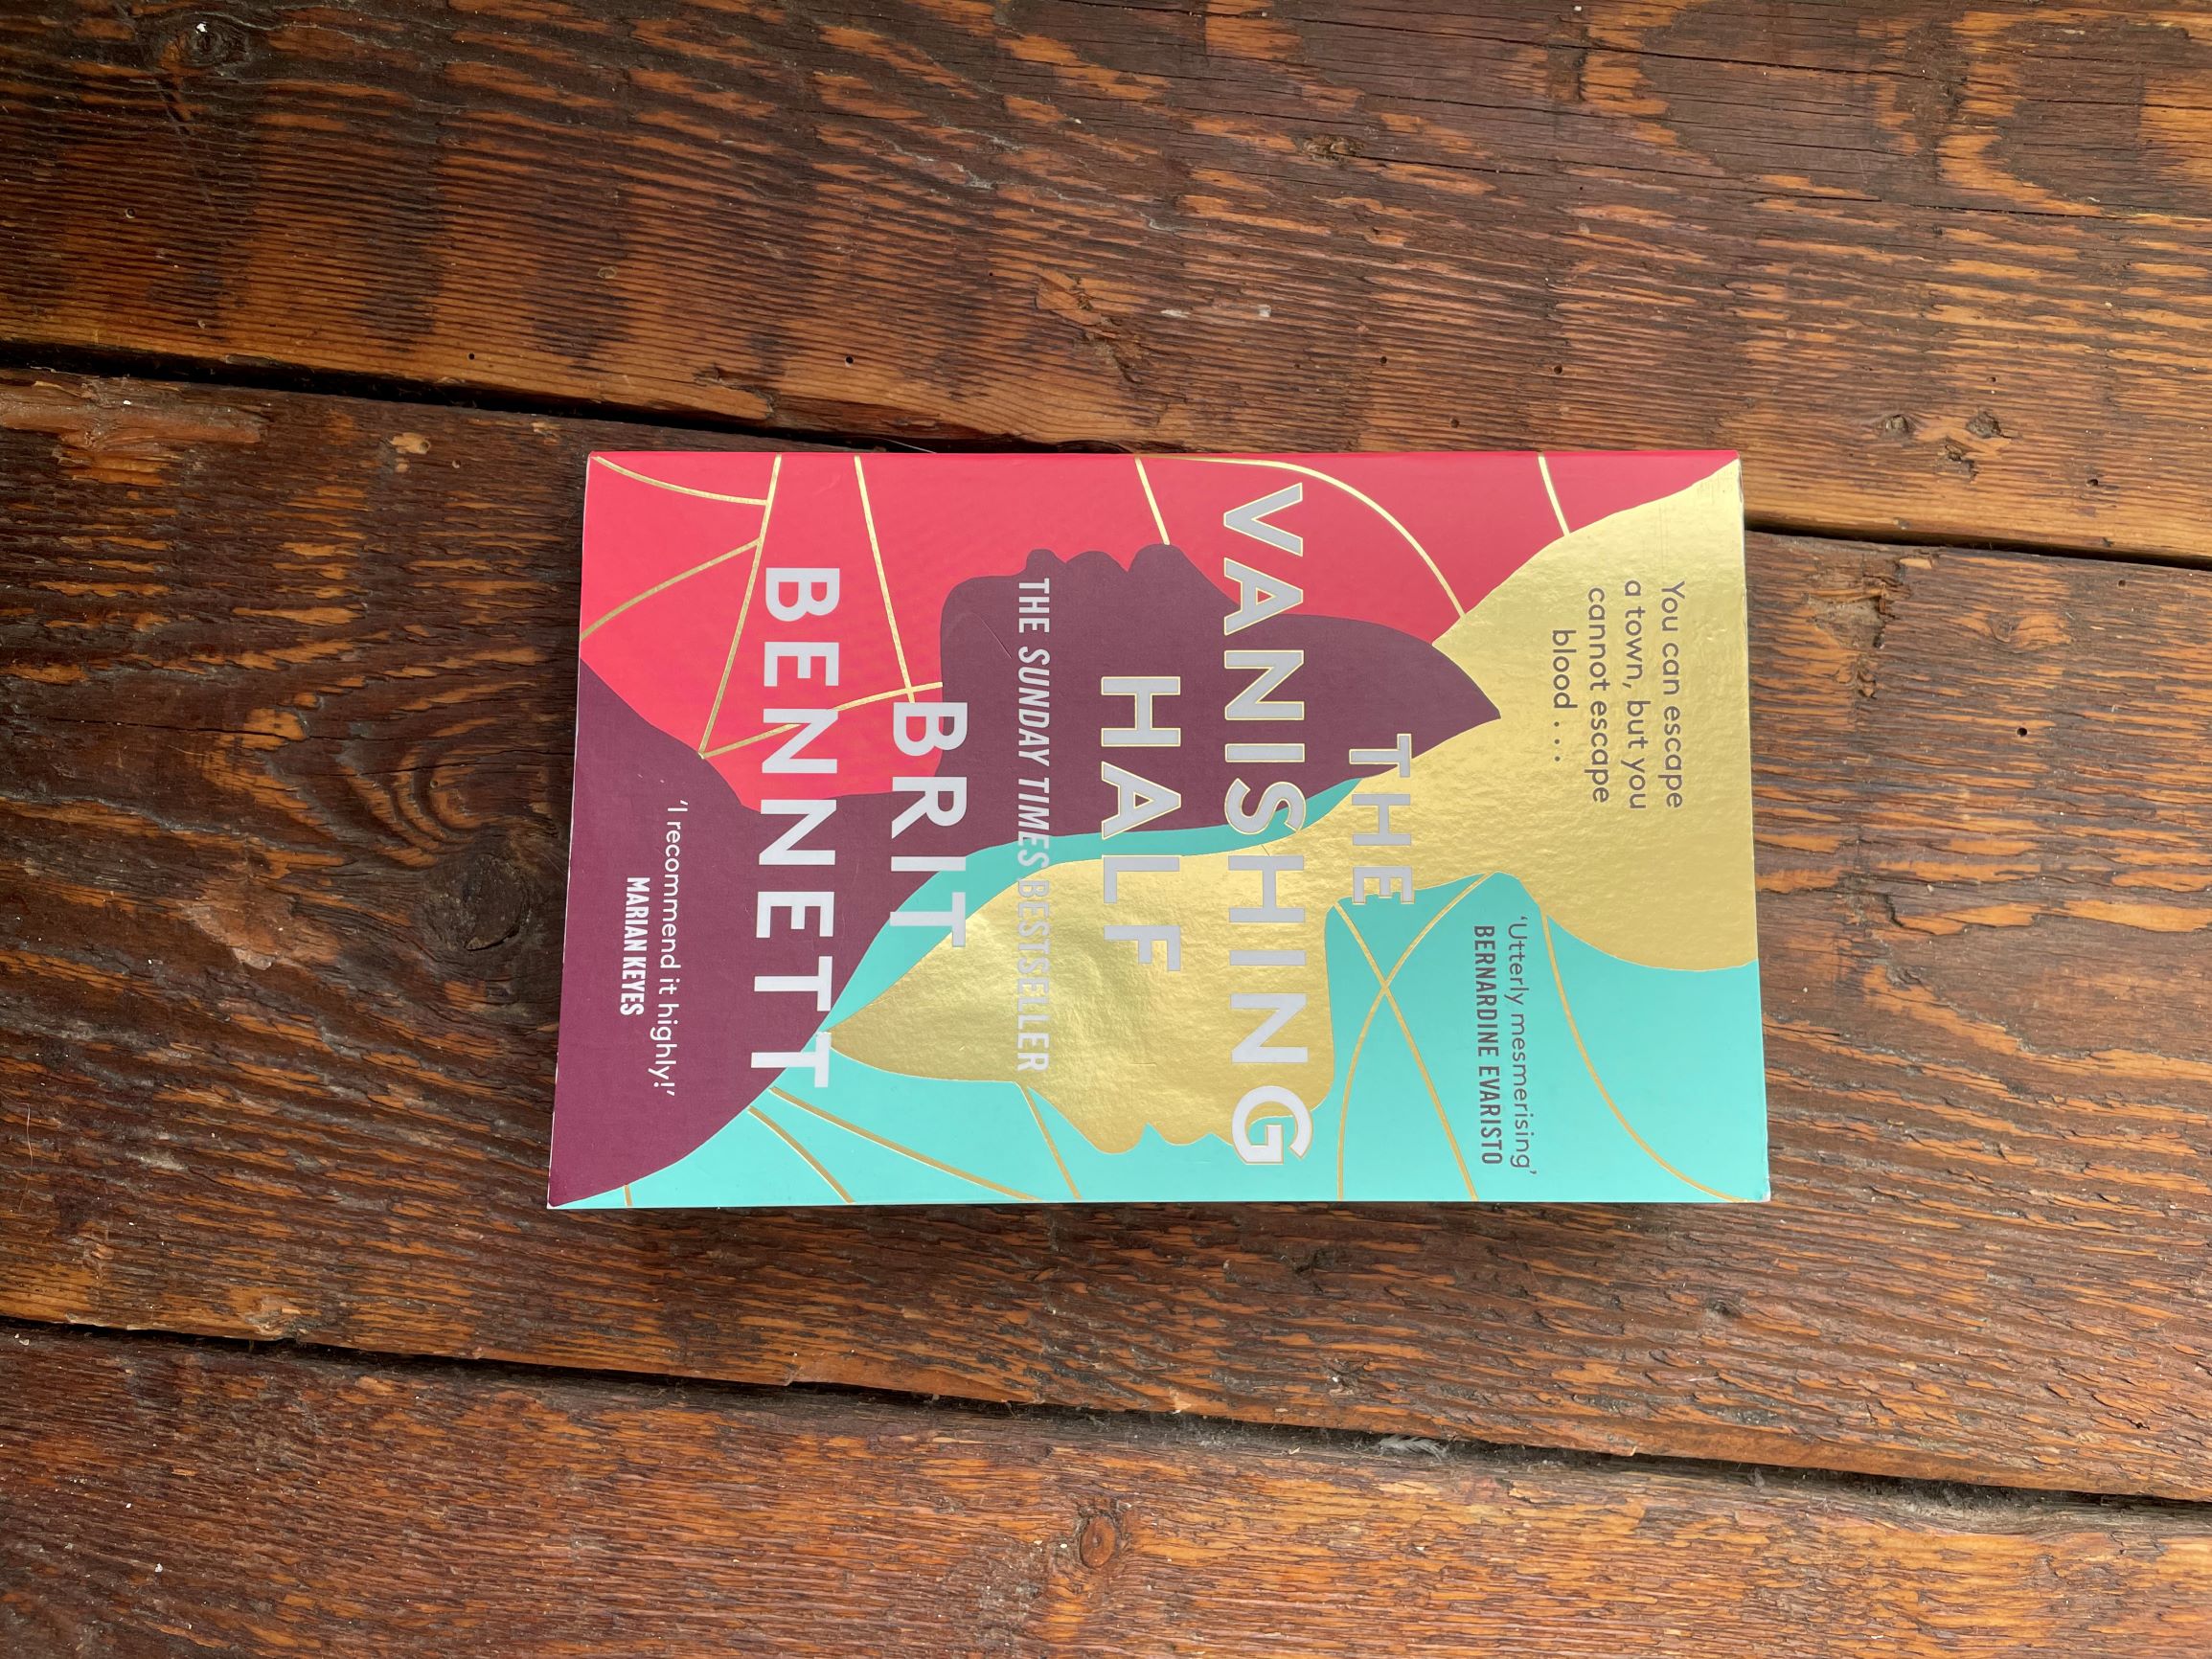 You can escape
a town, but you
cannot escape
blood . . .
‘Utterly mesmerising’
BERNARDINE EVARISTO
THE
VANISHING
HALF
THE SUNDAY TIMES BESTSELLER
BRIT
BENNETT
‘I recommend it highly!’
MARIAN KEYES